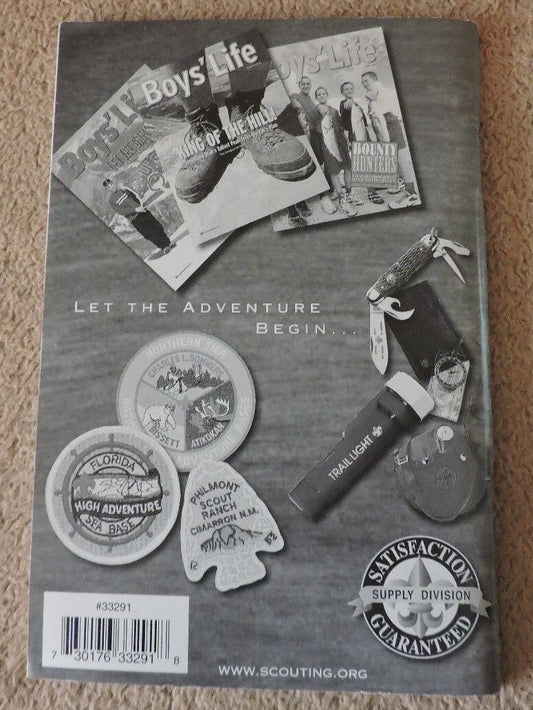 Boys' Life
Boys' Life
Boys' Life
KING OF THE HILL!
BOUNTY
HUNTERS
LET THE ADVENTURE
BEGIN...
NORTHERN TIER
CHARLES L. SOMMERS
BISSETT
ATIKOKAN
FLORIDA
HIGH ADVENTURE
SEA BASE
PHILMONT
SCOUT
RANCH
CIMARRON N.M.
TRAIL LIGHT
SATISFACTION
SUPPLY DIVISION
GUARANTEED
#33291
7 30176 33291 8
WWW.SCOUTING.ORG